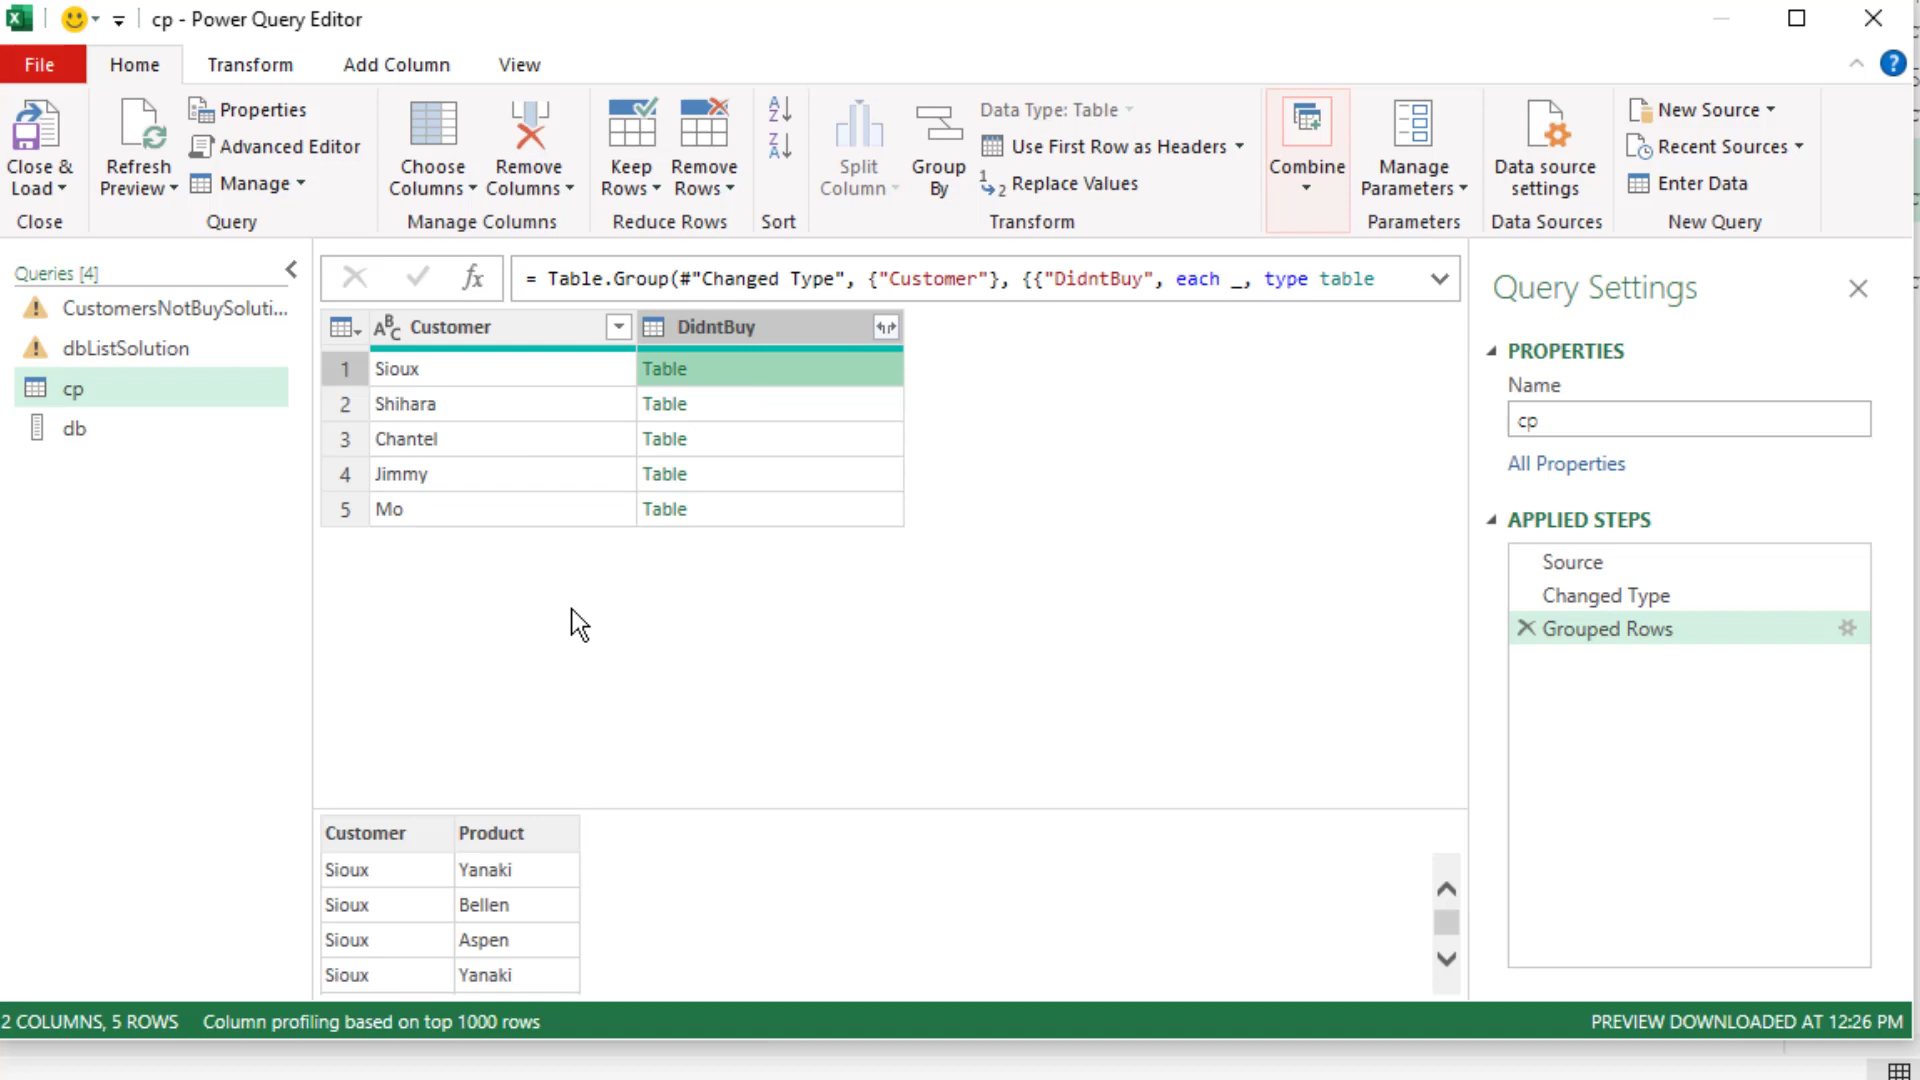 cp - Power Query Editor
File
Home
Transform
Add Column
View
Close & Load
Close
Refresh Preview
Properties
Advanced Editor
Manage
Query
Choose Columns
Remove Columns
Manage Columns
Keep Rows
Remove Rows
Reduce Rows
Sort
Split Column
Group By
Data Type: Table
Use First Row as Headers
Replace Values
Transform
Combine
Manage Parameters
Parameters
Data source settings
Data Sources
New Source
Recent Sources
Enter Data
New Query
Queries [4]
CustomersNotBuySoluti...
dbListSolution
cp
db
= Table.Group(#"Changed Type", {"Customer"}, {{"DidntBuy", each _, type table
Customer DidntBuy
1 Sioux Table
2 Shihara Table
3 Chantel Table
4 Jimmy Table
5 Mo Table
Customer Product
Sioux Yanaki
Sioux Bellen
Sioux Aspen
Sioux Yanaki
Query Settings
PROPERTIES
Name
cp
All Properties
APPLIED STEPS
Source
Changed Type
Grouped Rows
2 COLUMNS, 5 ROWS Column profiling based on top 1000 rows
PREVIEW DOWNLOADED AT 12:26 PM